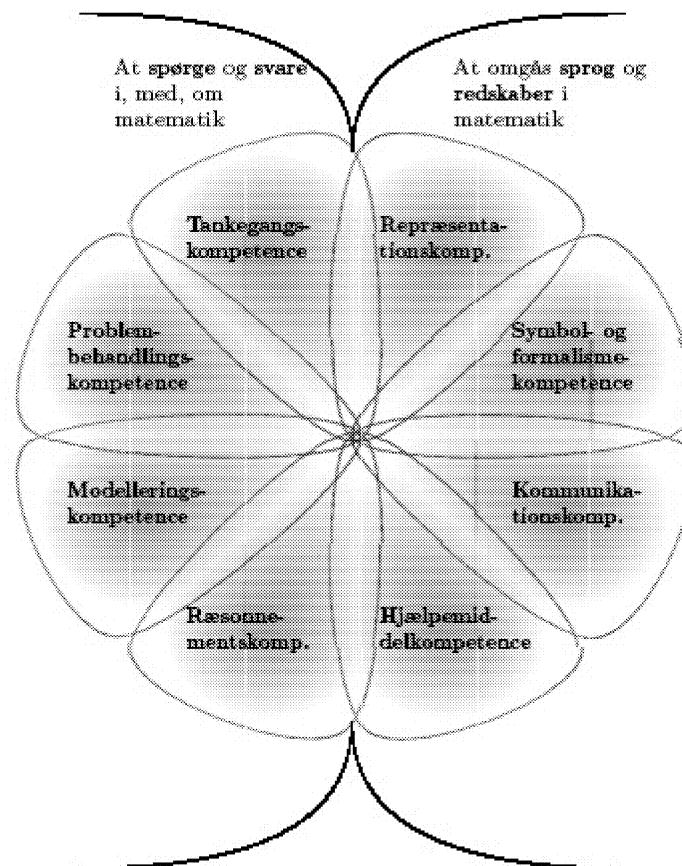 At spørge og svare
i, med, om
matematik
At omgås sprog og
redskaber i
matematik
Tankegangs-
kompetence
Repræsenta-
tionskomp.
Problem-
behandlings-
kompetence
Symbol- og
formalisme-
kompetence
Modellerings-
kompetence
Kommunika-
tionskomp.
Ræsonne-
mentskomp.
Hjælpemid-
delkompetence